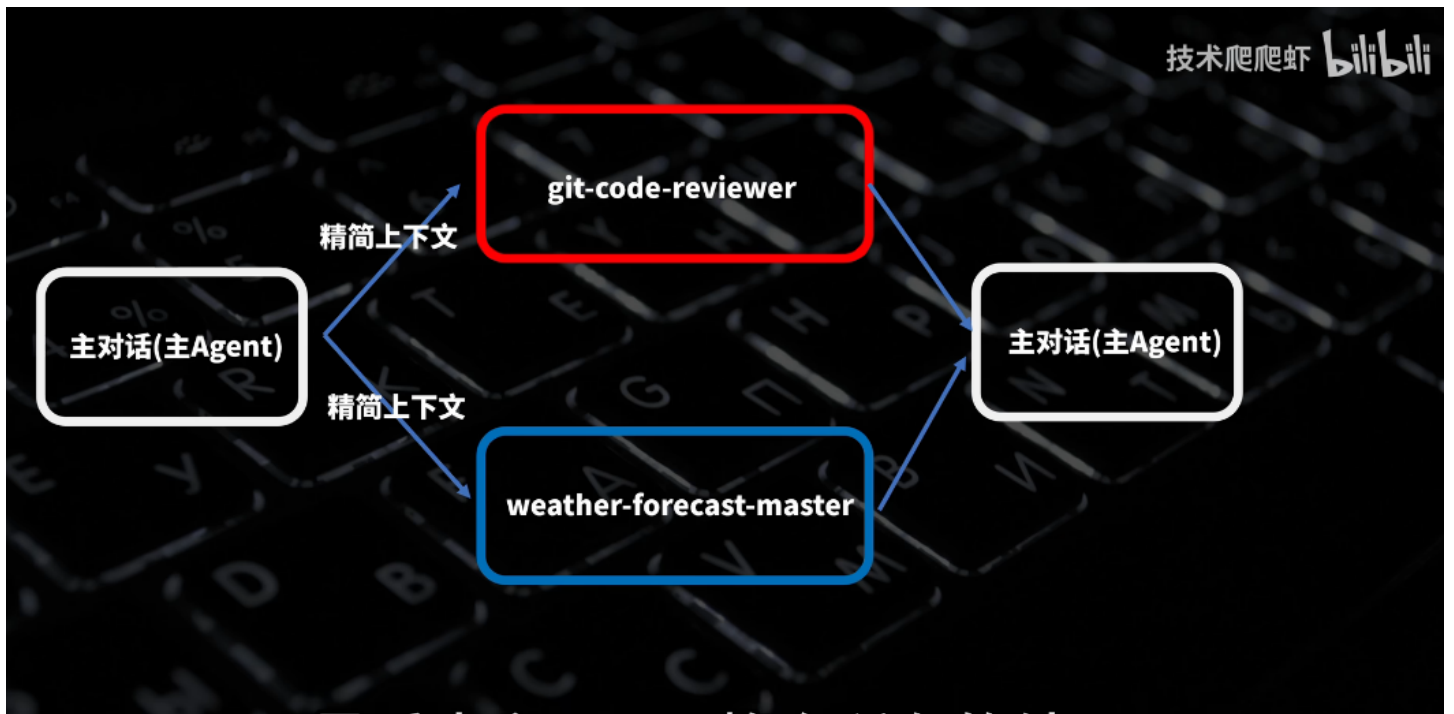 技术爬爬虾 bilibili
git-code-reviewer
精简上下文
主对话(主Agent)
主对话(主Agent)
精简上下文
weather-forecast-master